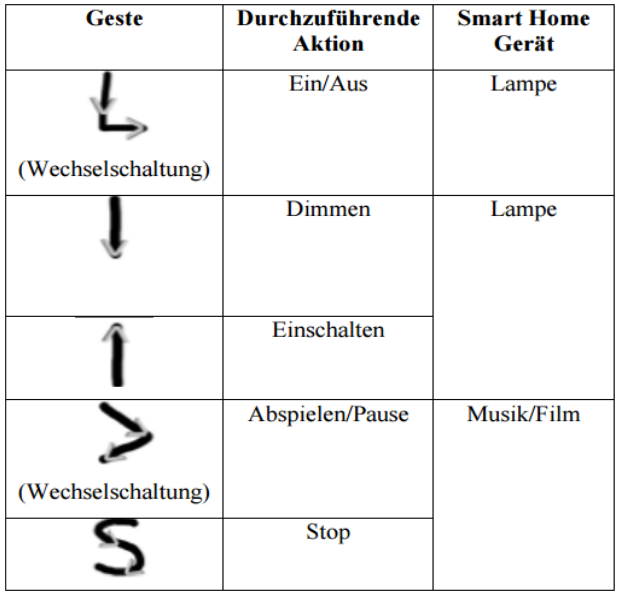 Geste
Durchzuführende
Aktion
Smart Home
Gerät
Ein/Aus
Lampe
(Wechselschaltung)
Dimmen
Lampe
Einschalten
Abspielen/Pause
Musik/Film
(Wechselschaltung)
Stop